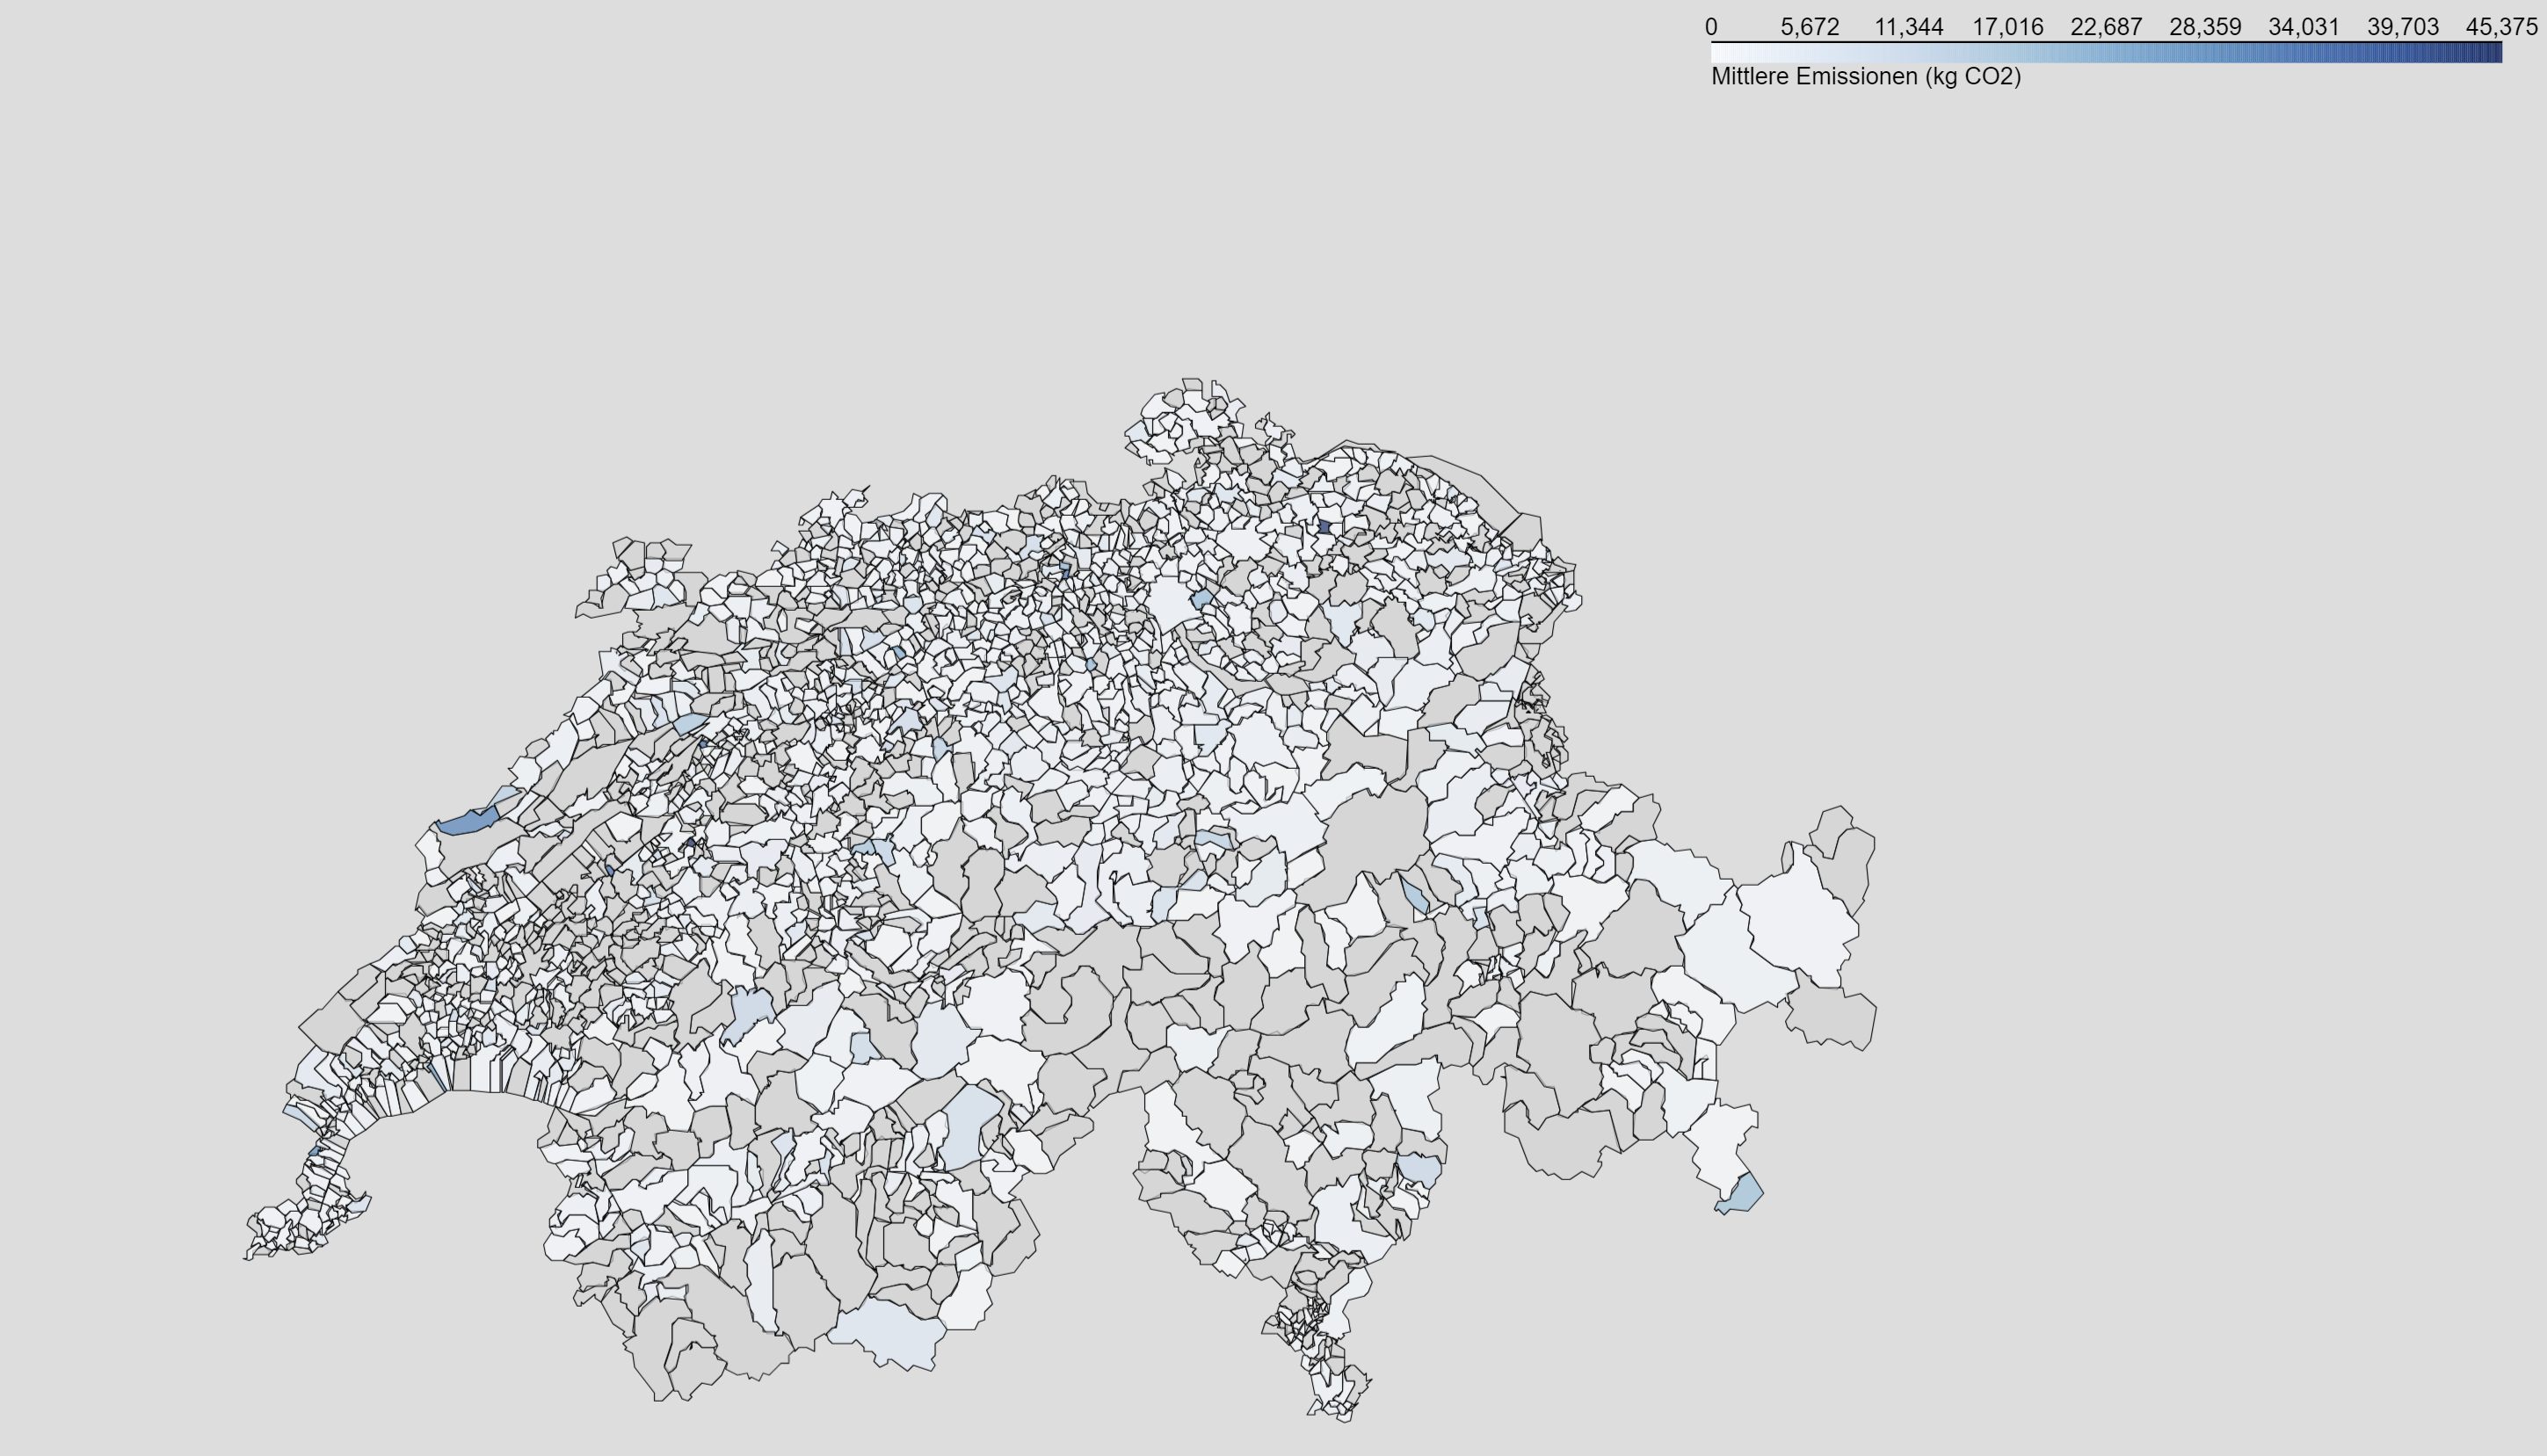 0 5,672 11,344 17,016 22,687 28,359 34,031 39,703 45,375
Mittlere Emissionen (kg CO2)